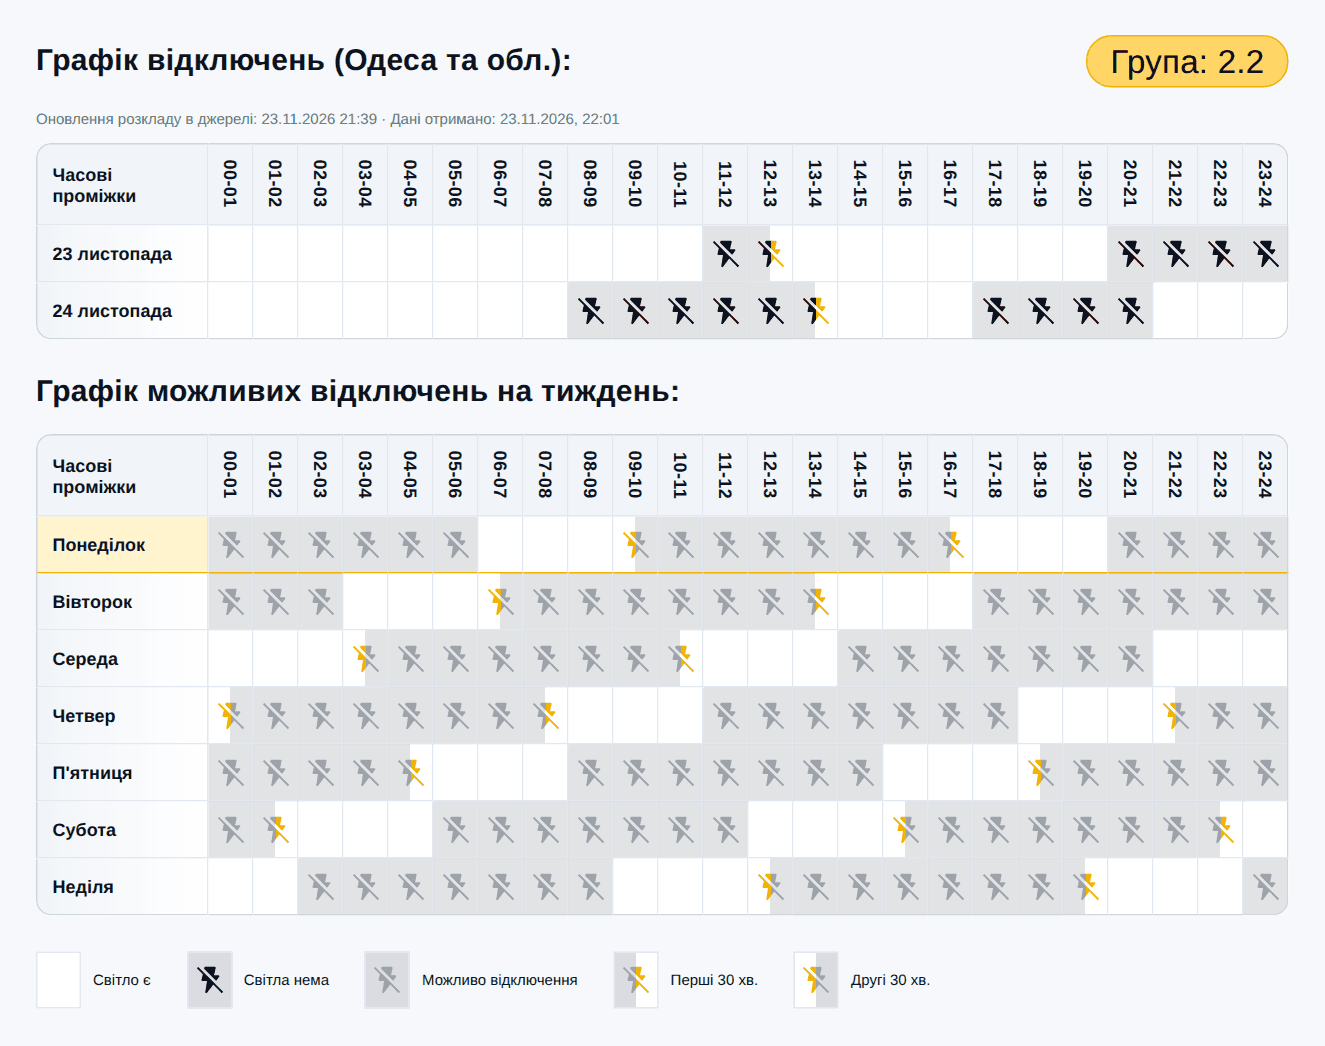 Графік відключень (Одеса та обл.):
Група: 2.2
Оновлення розкладу в джерелі: 23.11.2026 21:39 · Дані отримано: 23.11.2026, 22:01
Часові проміжки 00-01 01-02 02-03 03-04 04-05 05-06 06-07 07-08 08-09 09-10 10-11 11-12 12-13 13-14 14-15 15-16 16-17 17-18 18-19 19-20 20-21 21-22 22-23 23-24
23 листопада
24 листопада
Графік можливих відключень на тиждень:
Часові проміжки 00-01 01-02 02-03 03-04 04-05 05-06 06-07 07-08 08-09 09-10 10-11 11-12 12-13 13-14 14-15 15-16 16-17 17-18 18-19 19-20 20-21 21-22 22-23 23-24
Понеділок
Вівторок
Середа
Четвер
П'ятниця
Субота
Неділя
Світло є Світла нема Можливо відключення Перші 30 хв. Другі 30 хв.